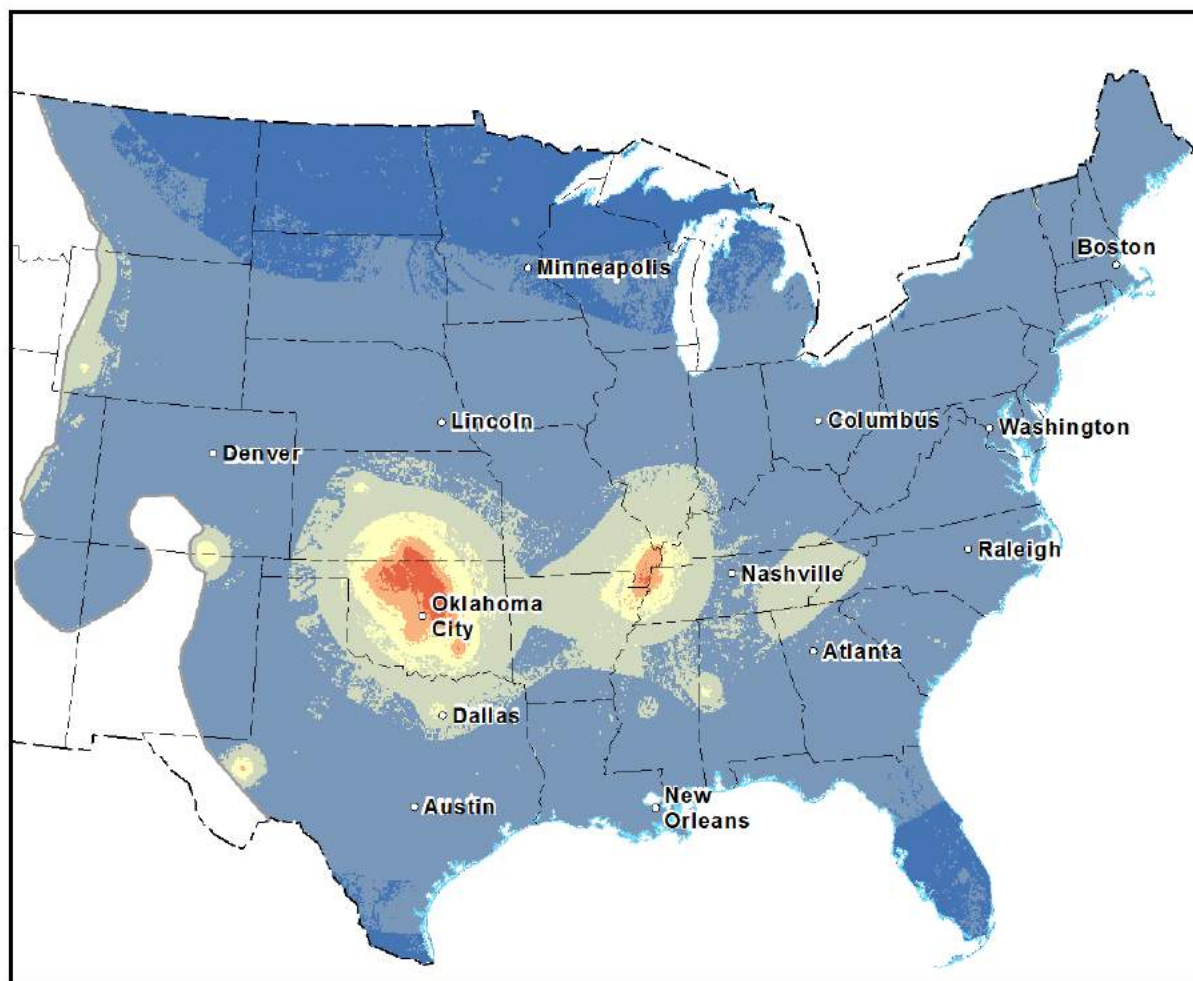 Boston
Minneapolis
Lincoln
Columbus
Washington
Denver
Raleigh
Nashville
Oklahoma
City
Atlanta
Dallas
New
Orleans
Austin